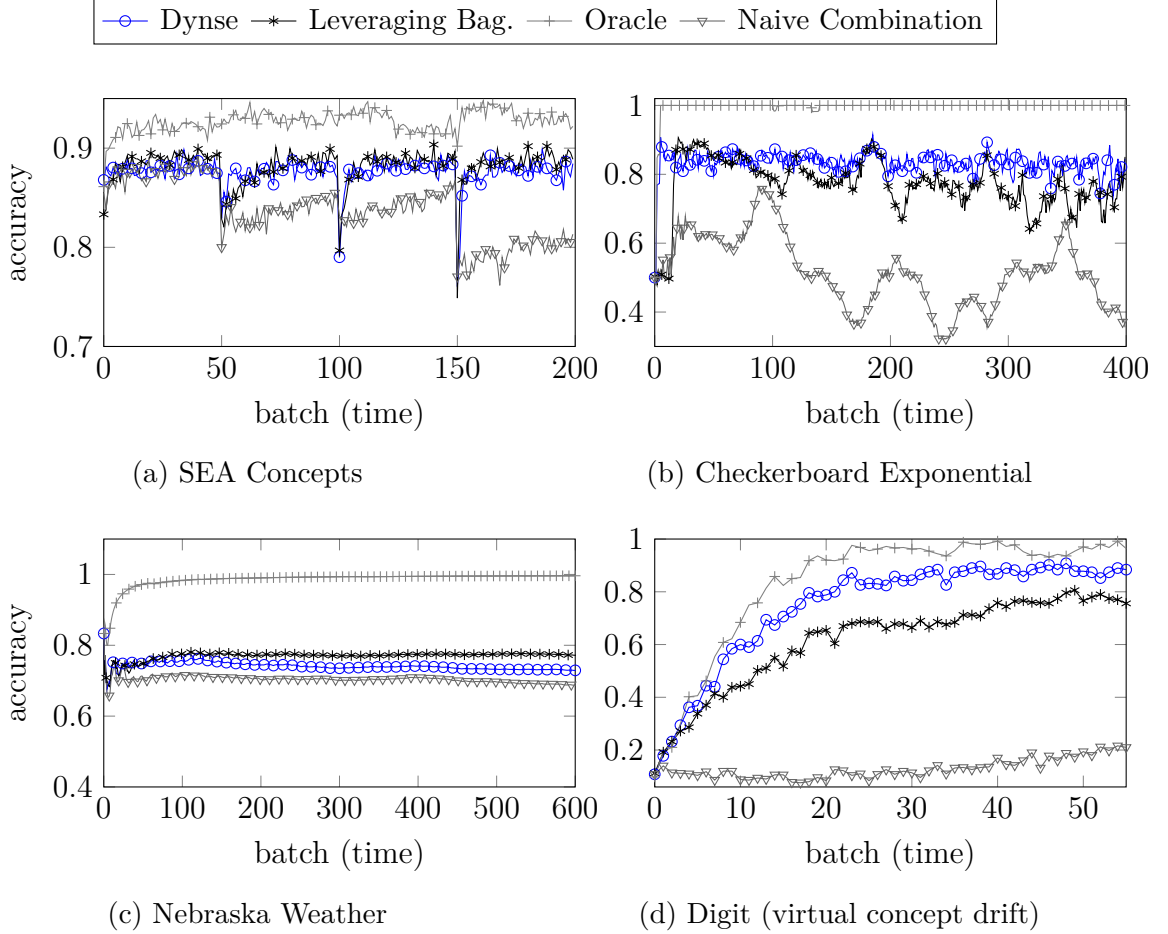 Dynse Leveraging Bag. Oracle Naive Combination
0.9
0.8
0.7
0 50 100 150 200
accuracy
batch (time)
(a) SEA Concepts
1
0.8
0.6
0.4
0 100 200 300 400
batch (time)
(b) Checkerboard Exponential
1
0.8
0.6
0.4
0 100 200 300 400 500 600
accuracy
batch (time)
(c) Nebraska Weather
1
0.8
0.6
0.4
0.2
0 10 20 30 40 50
batch (time)
(d) Digit (virtual concept drift)